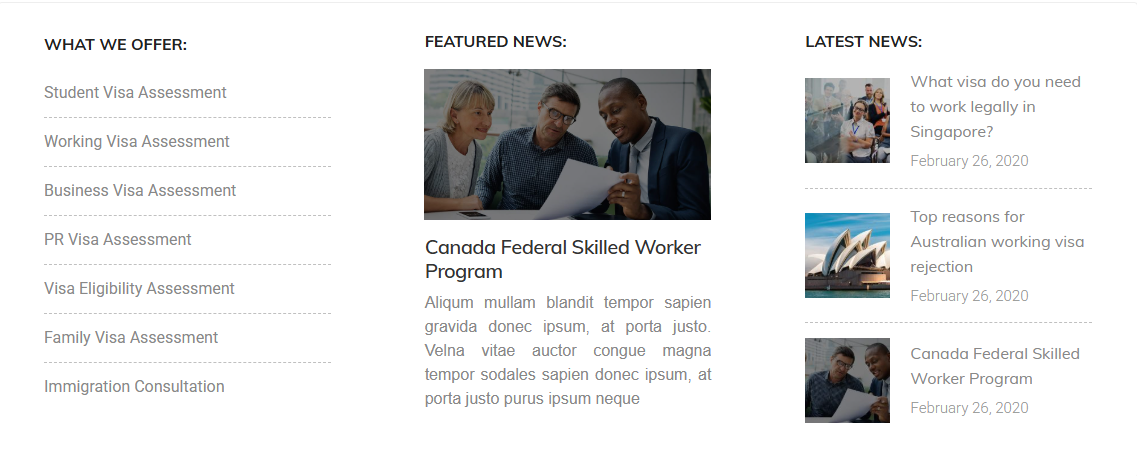 WHAT WE OFFER:
Student Visa Assessment
Working Visa Assessment
Business Visa Assessment
PR Visa Assessment
Visa Eligibility Assessment
Family Visa Assessment
Immigration Consultation
FEATURED NEWS:
Canada Federal Skilled Worker
Program
Aliqum mullam blandit tempor sapien
gravida donec ipsum, at porta justo.
Velna vitae auctor congue magna
tempor sodales sapien donec ipsum, at
porta justo purus ipsum neque
LATEST NEWS:
What visa do you need
to work legally in
Singapore?
February 26, 2020
Top reasons for
Australian working visa
rejection
February 26, 2020
Canada Federal Skilled
Worker Program
February 26, 2020